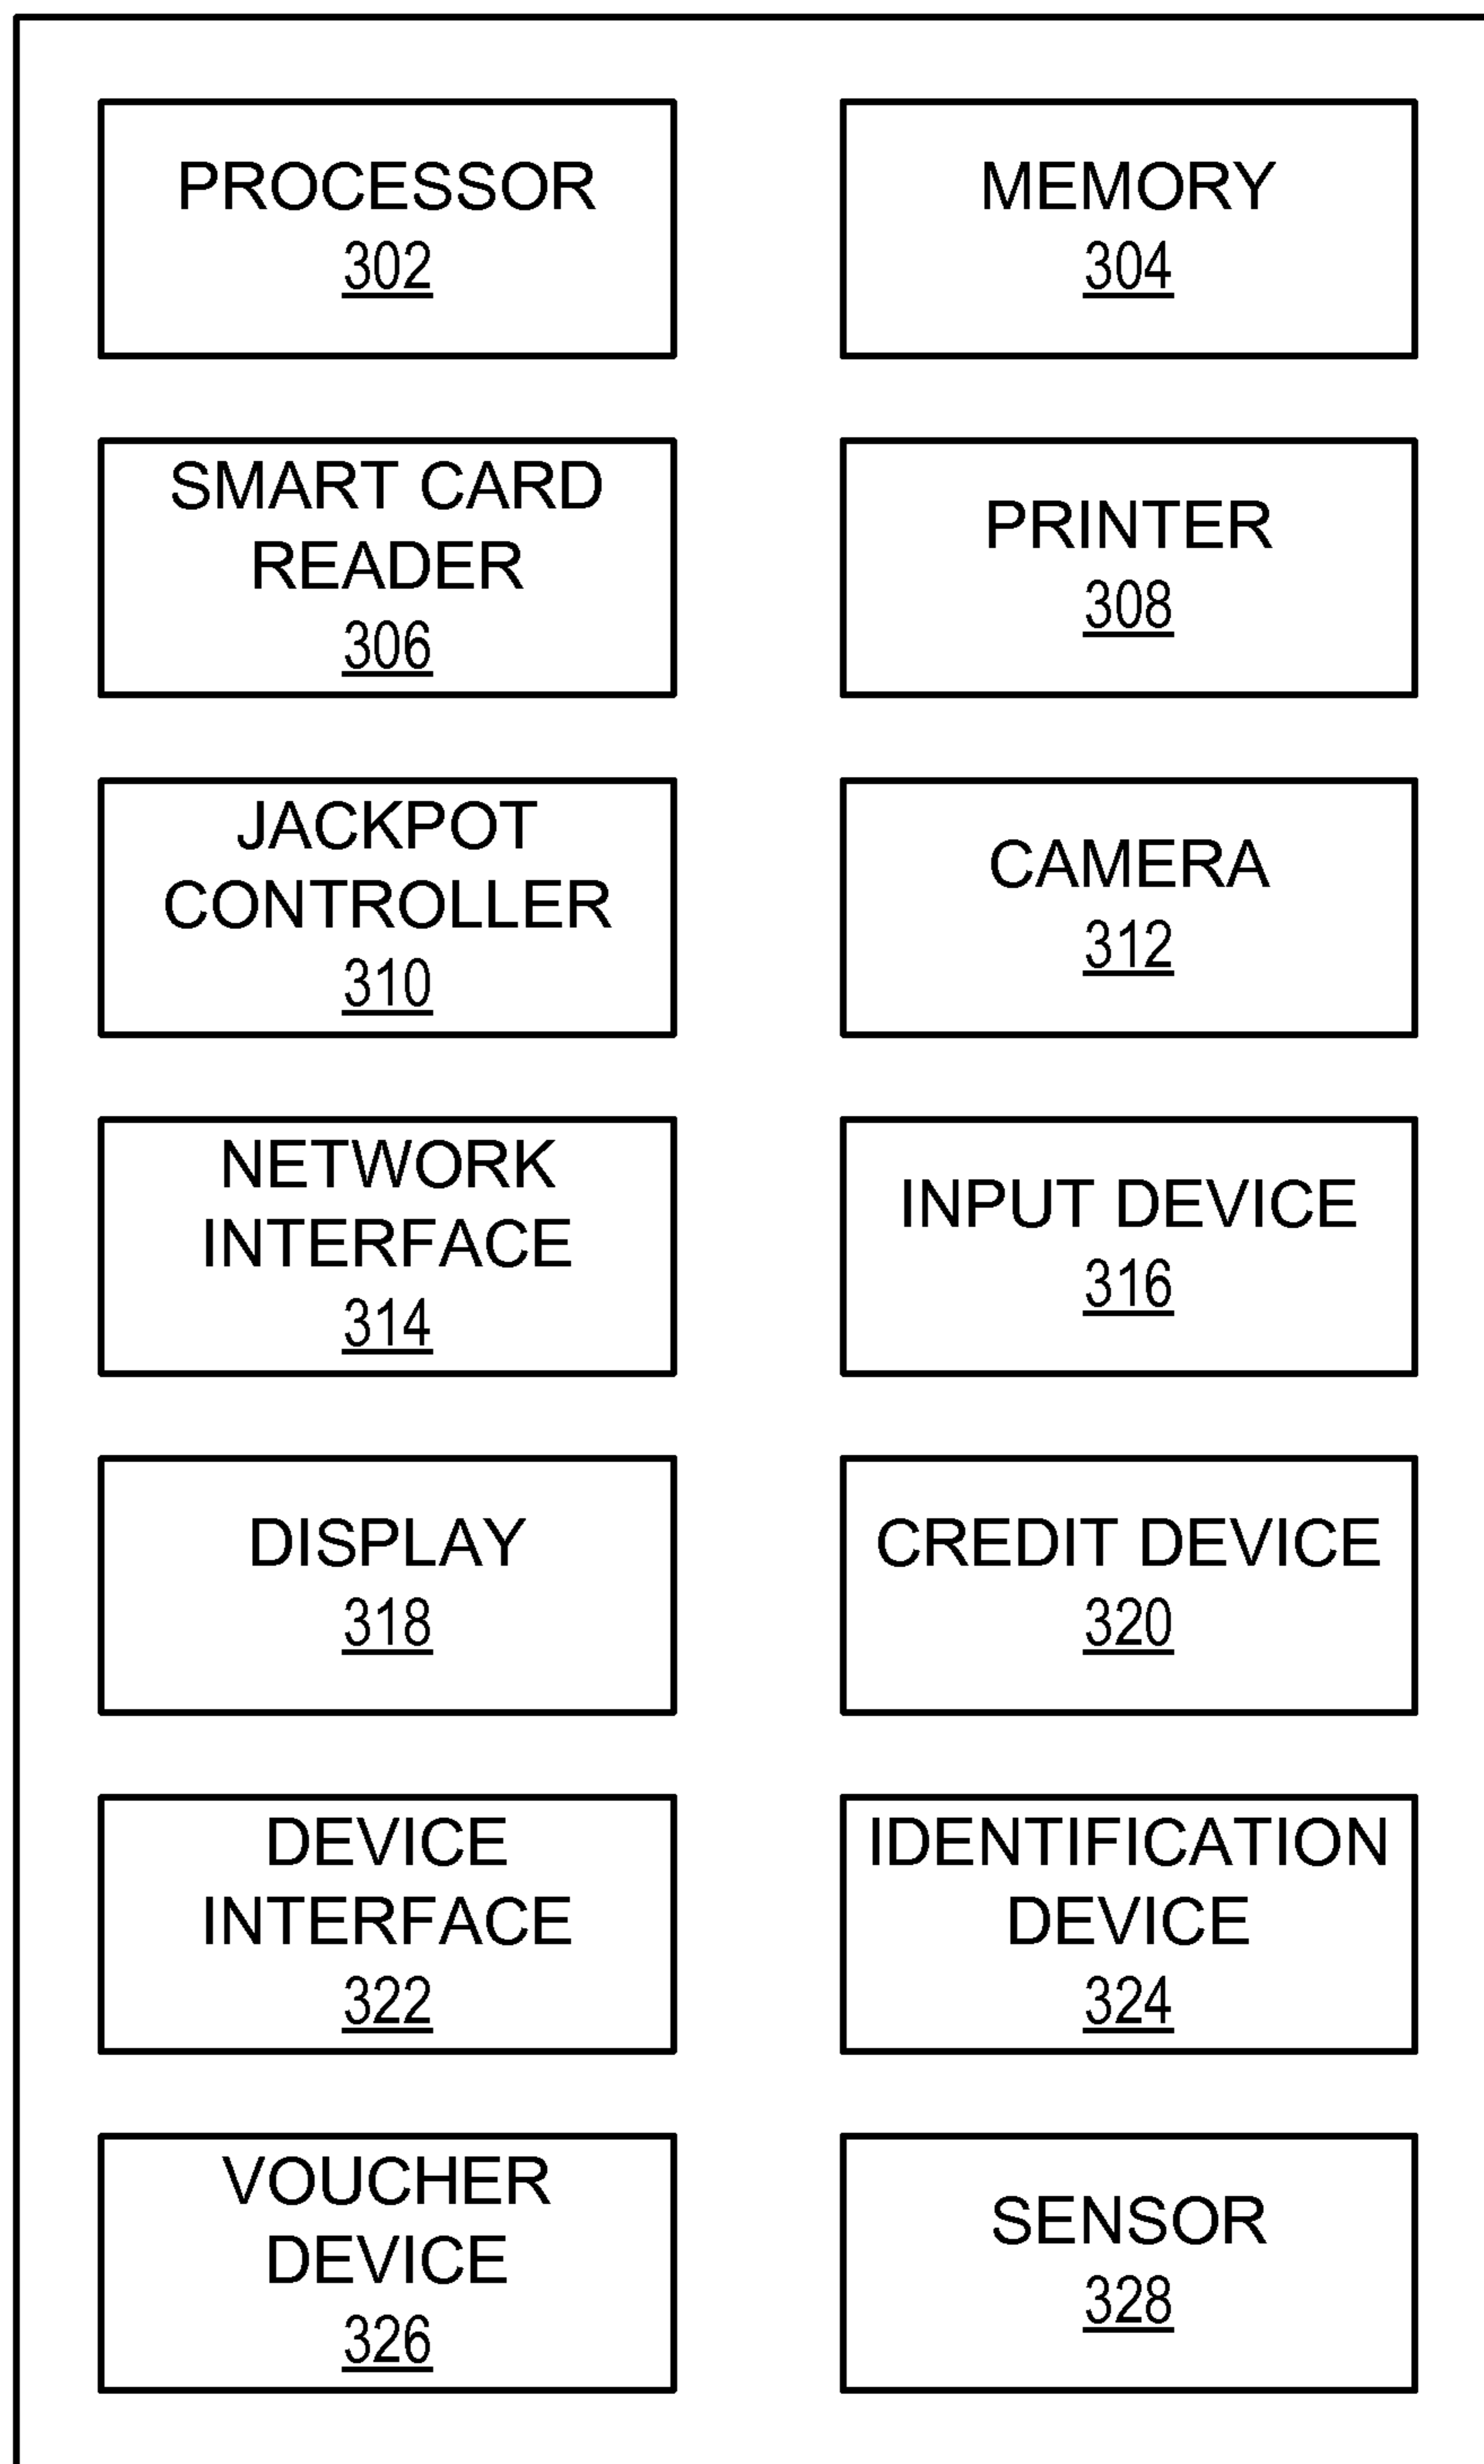 PROCESSOR
302
MEMORY
304
SMART CARD
READER
306
PRINTER
308
JACKPOT
CONTROLLER
310
CAMERA
312
NETWORK
INTERFACE
314
INPUT DEVICE
316
DISPLAY
318
CREDIT DEVICE
320
DEVICE
INTERFACE
322
IDENTIFICATION
DEVICE
324
VOUCHER
DEVICE
326
SENSOR
328